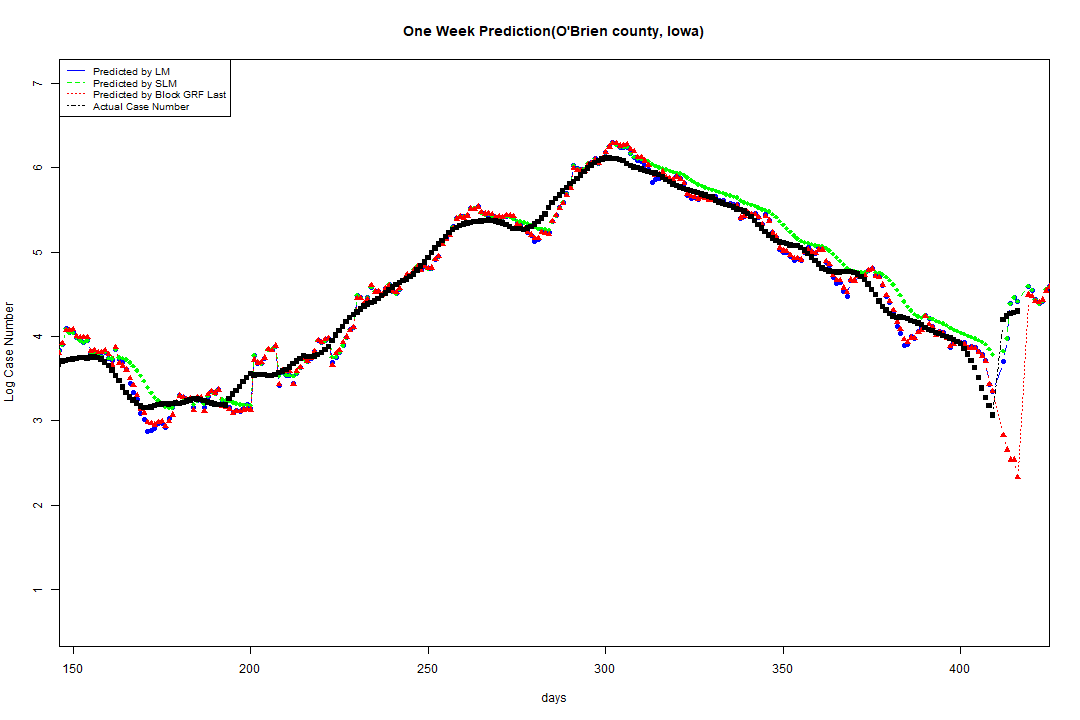 One Week Prediction(O'Brien county, Iowa)
Predicted by LM
Predicted by SLM
Predicted by Block GRF Last
Actual Case Number
7
6
5
4
3
2
1
Log Case Number
150 200 250 300 350 400
days